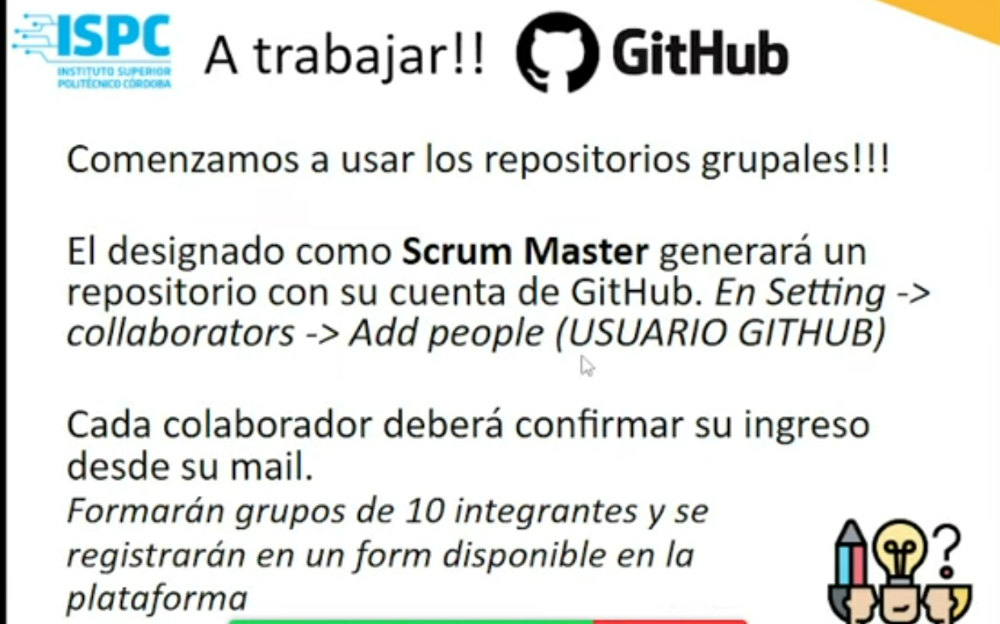 ISPC
INSTITUTO SUPERIOR
POLITÉCNICO CÓRDOBA
A trabajar!!
GitHub
Comenzamos a usar los repositorios grupales!!!
El designado como Scrum Master generará un
repositorio con su cuenta de GitHub. En Setting ->
collaborators -> Add people (USUARIO GITHUB)
Cada colaborador deberá confirmar su ingreso
desde su mail.
Formarán grupos de 10 integrantes y se
registrarán en un form disponible en la
plataforma
?